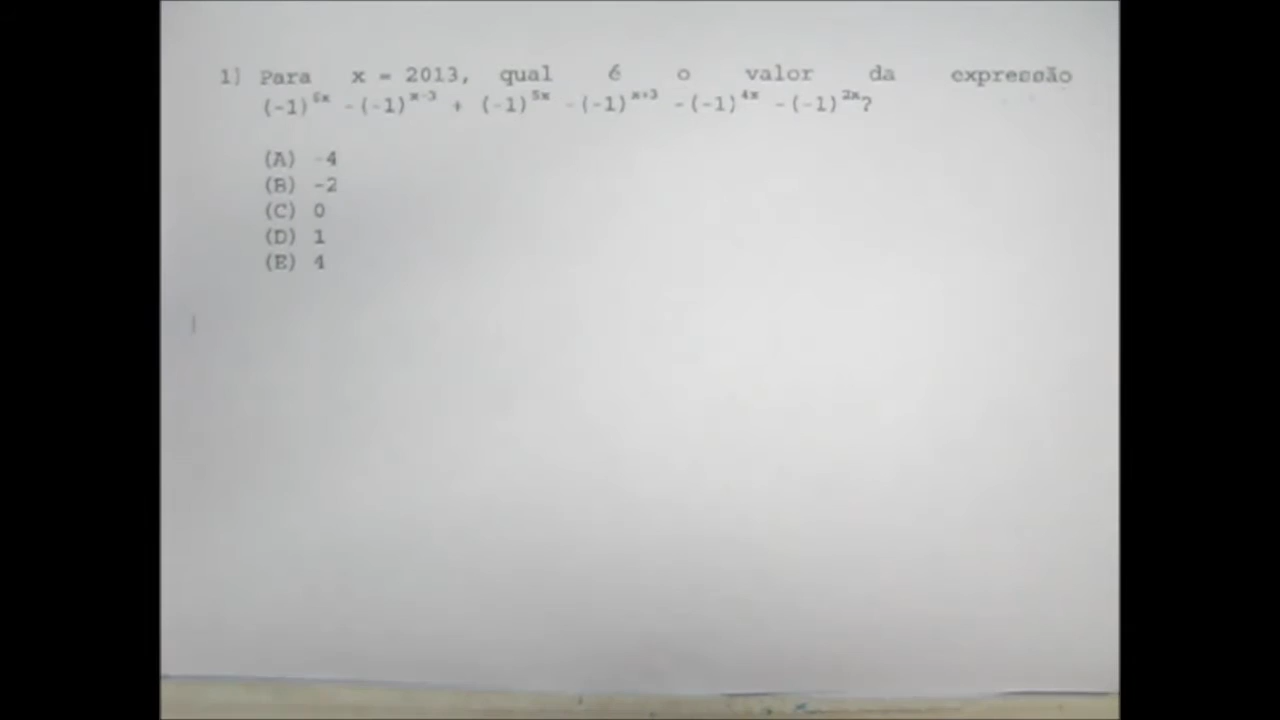 1) Para x = 2013, qual é o valor da expressão
(-1)^6x -(-1)^x-3 + (-1)^5x -(-1)^x+3 -(-1)^4x -(-1)^2x?
(A) -4
(B) -2
(C) 0
(D) 1
(E) 4